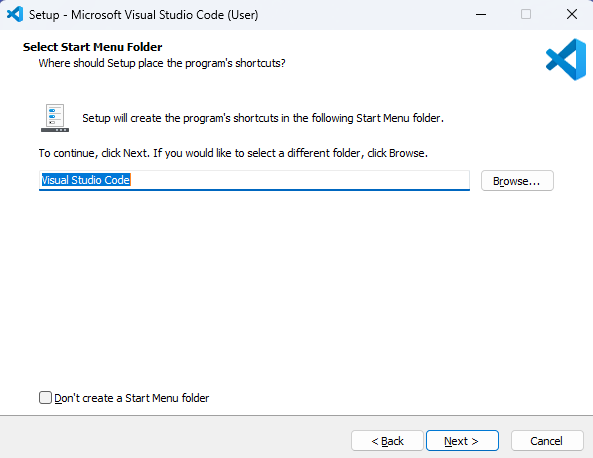 Setup - Microsoft Visual Studio Code (User)
Select Start Menu Folder
Where should Setup place the program's shortcuts?
Setup will create the program's shortcuts in the following Start Menu folder.
To continue, click Next. If you would like to select a different folder, click Browse.
Visual Studio Code
Browse...
Don't create a Start Menu folder
< Back
Next >
Cancel